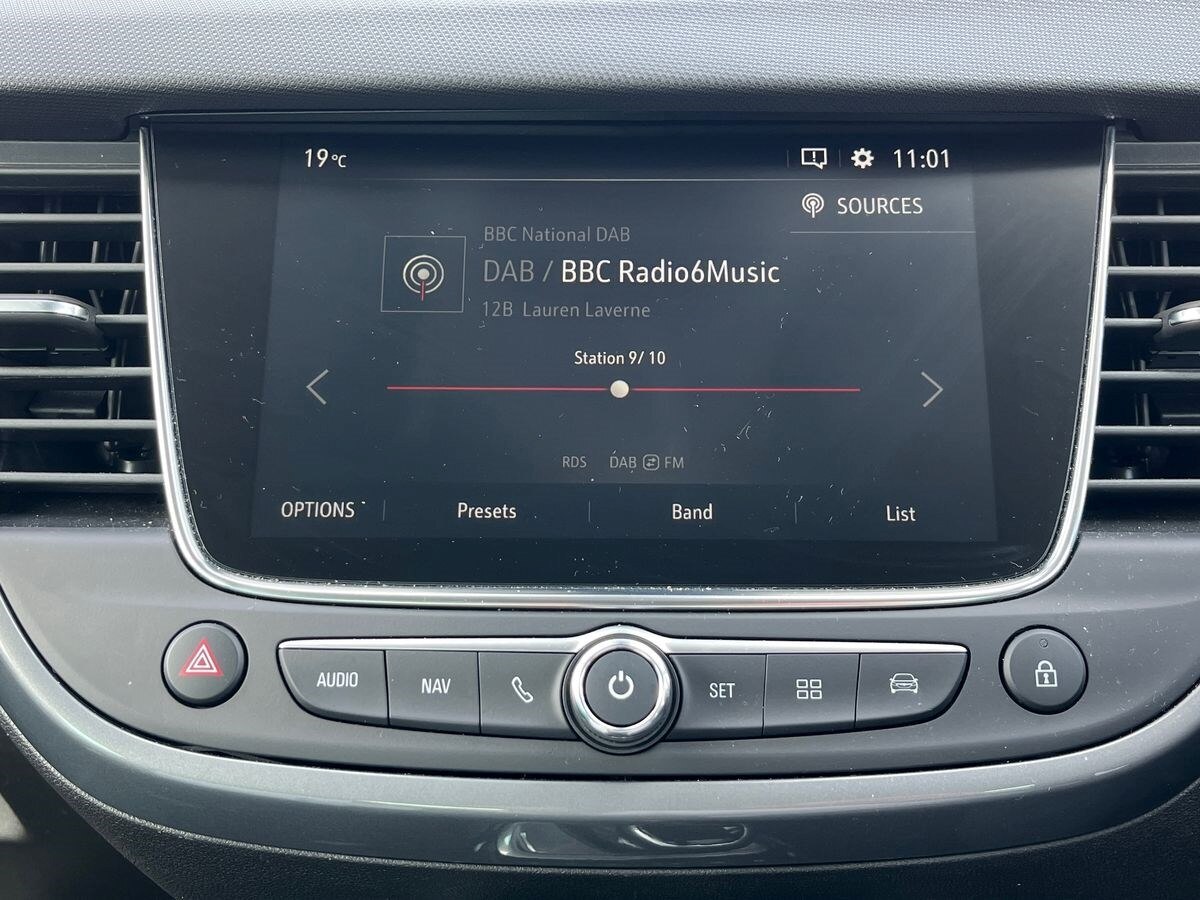 19°C
11:01
SOURCES
BBC National DAB
DAB / BBC Radio6Music
12B Lauren Laverne
Station 9/ 10
RDS DAB FM
OPTIONS Presets Band List
AUDIO NAV SET